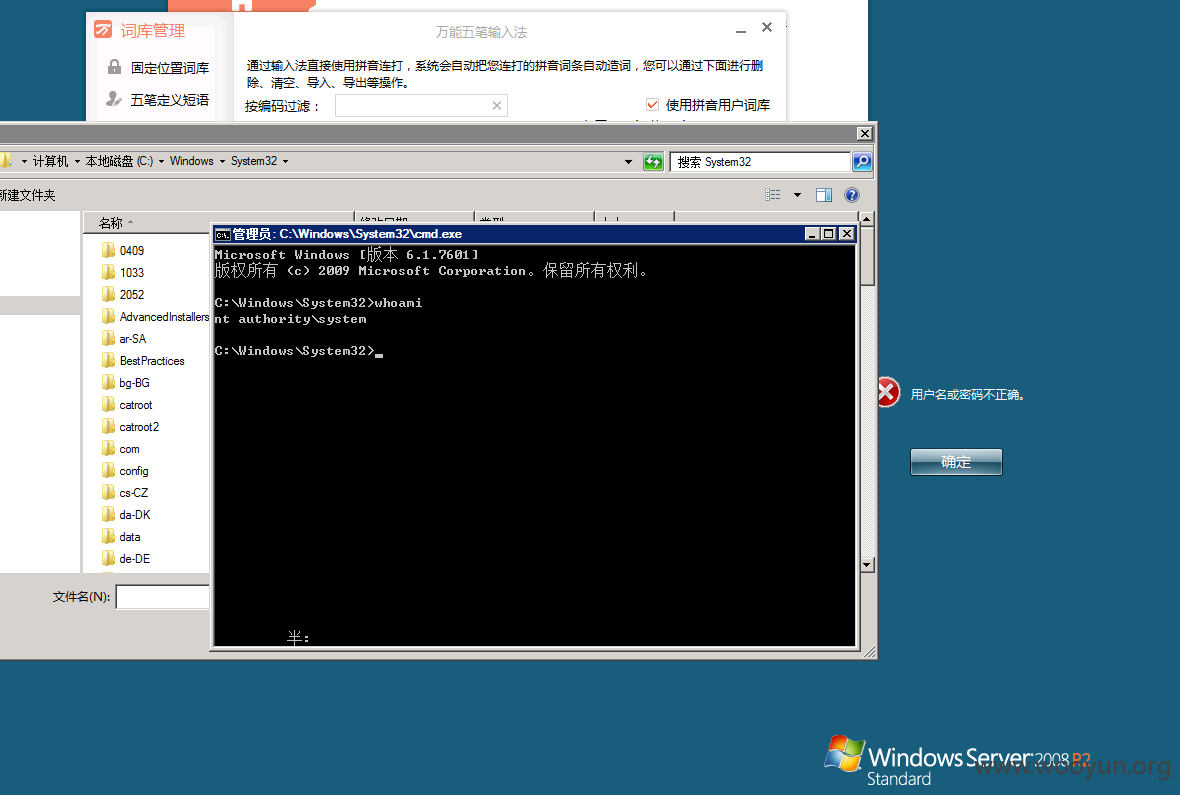 词库管理
万能五笔输入法
固定位置词库
五笔定义短语
通过输入法直接使用拼音连打，系统会自动把您连打的拼音词条自动造词，您可以通过下面进行删
除、清空、导入、导出等操作。
按编码过滤：
使用拼音用户词库
计算机 本地磁盘 (C:) Windows System32
搜索 System32
新建文件夹
名称 修改日期 类型
0409
1033
2052
AdvancedInstallers
ar-SA
BestPractices
bg-BG
catroot
catroot2
com
config
cs-CZ
da-DK
data
de-DE
文件名(N):
管理员: C:\Windows\System32\cmd.exe
Microsoft Windows [版本 6.1.7601]
版权所有 (c) 2009 Microsoft Corporation。保留所有权利。
C:\Windows\System32>whoami
nt authority\system
C:\Windows\System32>
半:
用户名或密码不正确。
确定
Windows Server 2008 R2
Standard
www.wooyun.org